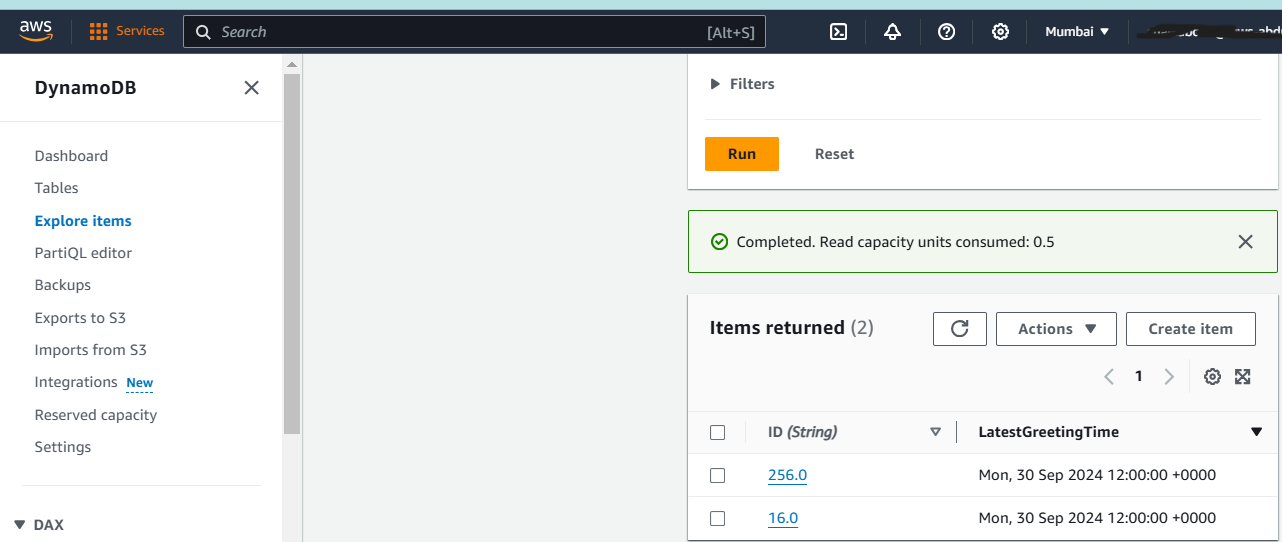 aws
Services
Search
[Alt+S]
Mumbai
DynamoDB
Dashboard
Tables
Explore items
PartiQL editor
Backups
Exports to S3
Imports from S3
Integrations New
Reserved capacity
Settings
DAX
Filters
Run Reset
Completed. Read capacity units consumed: 0.5
Items returned (2)
Actions
Create item
1
ID (String) LatestGreetingTime
256.0 Mon, 30 Sep 2024 12:00:00 +0000
16.0 Mon, 30 Sep 2024 12:00:00 +0000